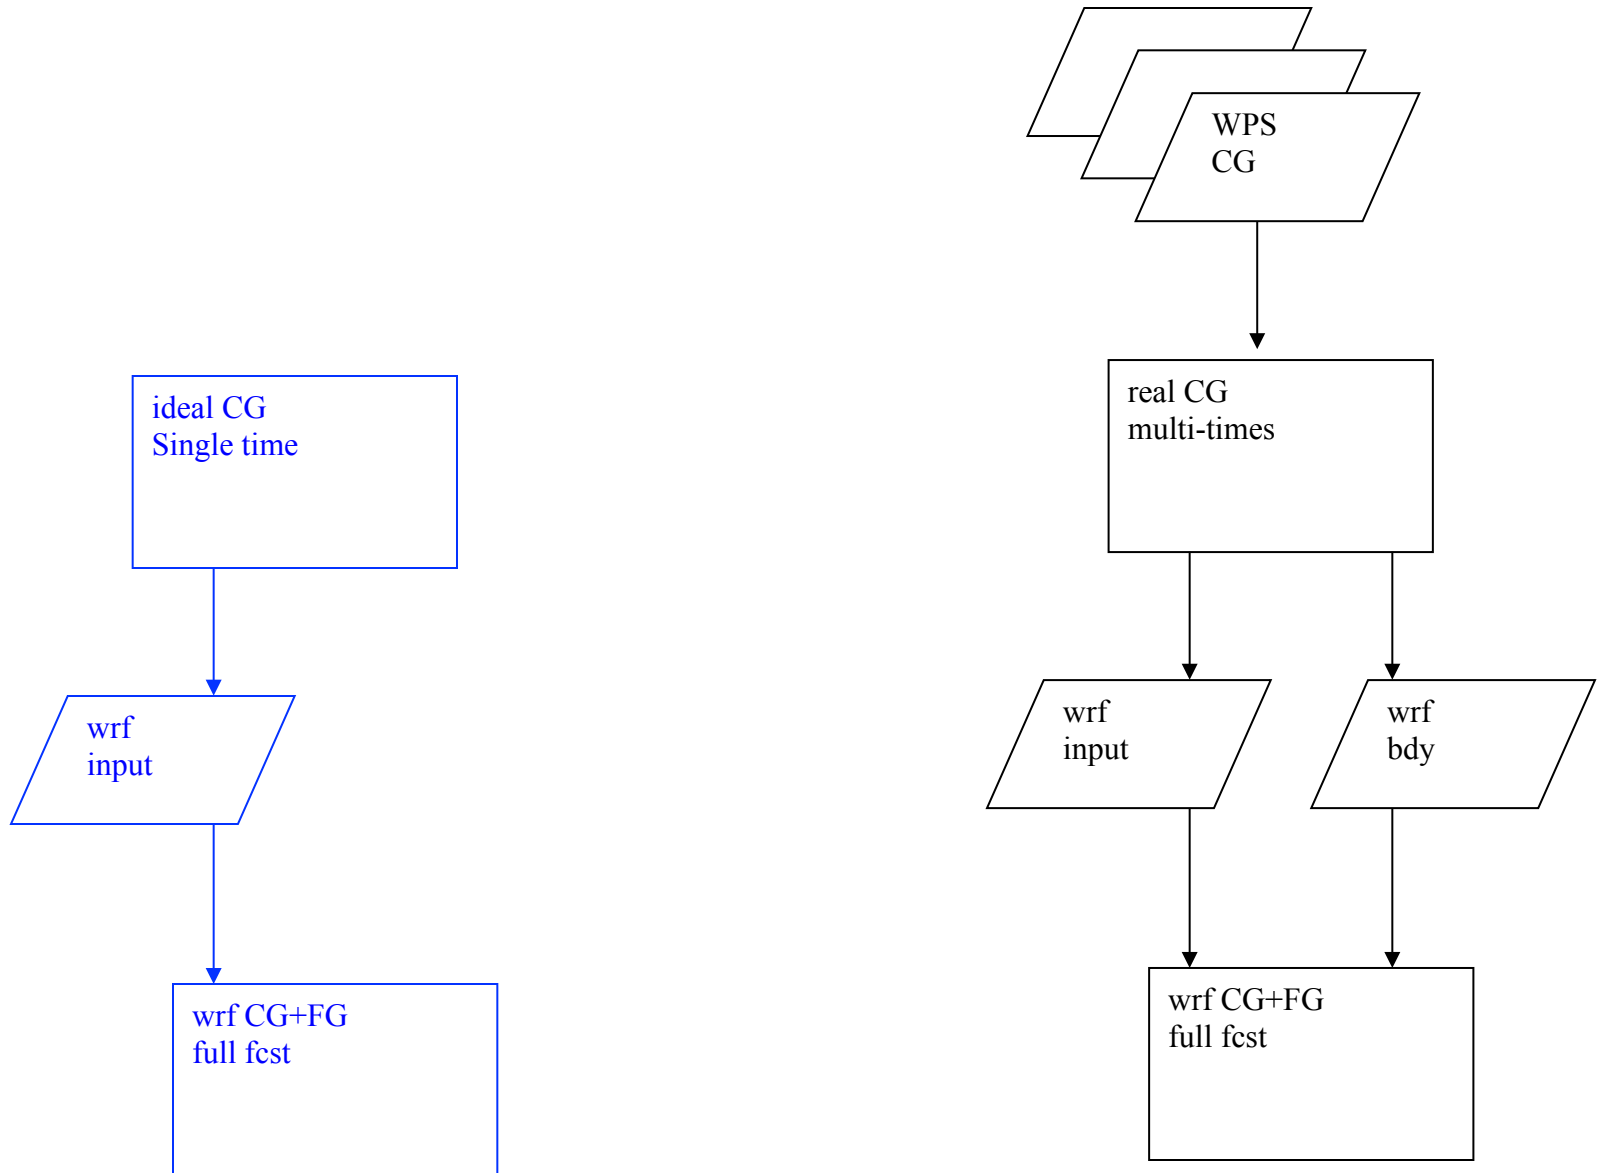 WPS
CG
ideal CG
Single time
real CG
multi-times
wrf
input
wrf
input
wrf
bdy
wrf CG+FG
full fcst
wrf CG+FG
full fcst